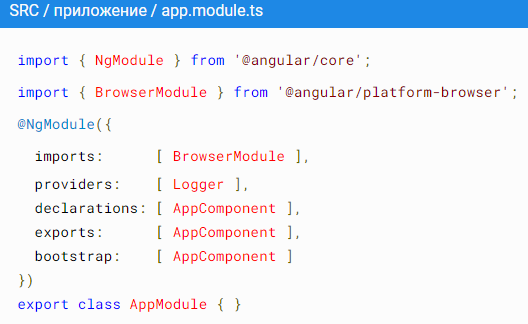 SRC / приложение / app.module.ts
import { NgModule } from '@angular/core';
import { BrowserModule } from '@angular/platform-browser';
@NgModule({
  imports:      [ BrowserModule ],
  providers:    [ Logger ],
  declarations: [ AppComponent ],
  exports:      [ AppComponent ],
  bootstrap:    [ AppComponent ]
})
export class AppModule { }